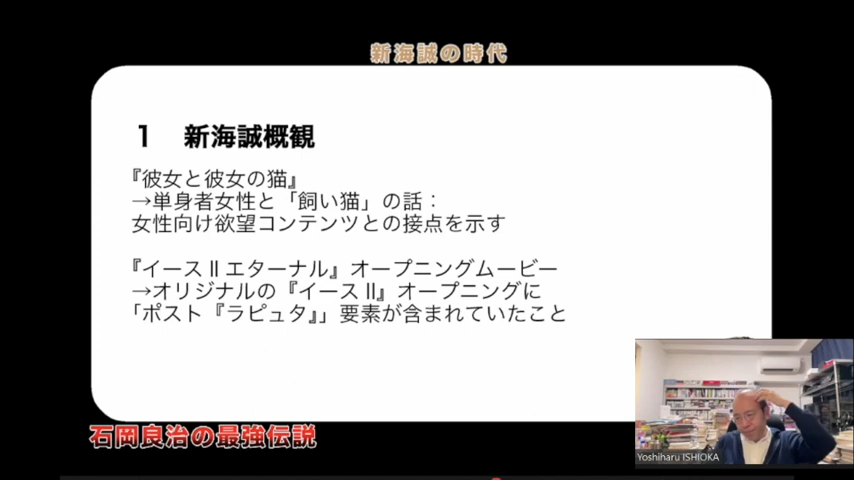 新海誠の時代
1 新海誠概観
『彼女と彼女の猫』
→単身者女性と「飼い猫」の話：
女性向け欲望コンテンツとの接点を示す
『イースⅡエターナル』オープニングムービー
→オリジナルの『イースⅡ』オープニングに
「ポスト『ラピュタ』」要素が含まれていたこと
石岡良治の最強伝説
Yoshiharu ISHIOKA